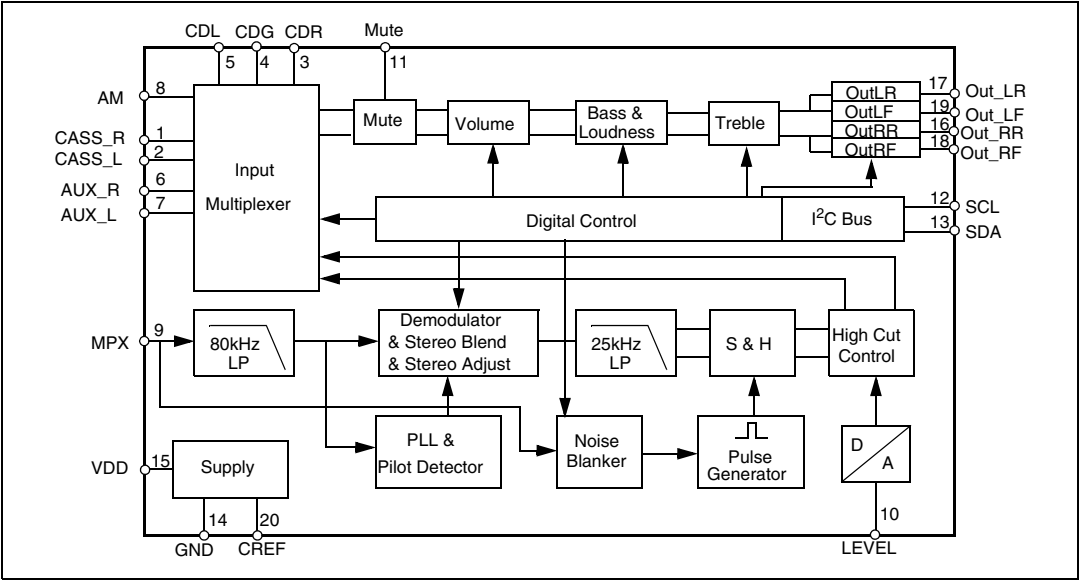 CDL CDG CDR Mute
5 4 3 11
AM 8
CASS_R 1
CASS_L 2
AUX_R 6
AUX_L 7
Input
Multiplexer
Mute
Volume
Bass &
Loudness
Treble
OutLR 17 Out_LR
OutLF 19 Out_LF
OutRR 16 Out_RR
OutRF 18 Out_RF
Digital Control
I²C Bus
12 SCL
13 SDA
MPX 9
80kHz
LP
Demodulator
& Stereo Blend
& Stereo Adjust
25kHz
LP
S & H
High Cut
Control
PLL &
Pilot Detector
Noise
Blanker
Pulse
Generator
D
A
VDD 15
Supply
14 20
GND CREF
10
LEVEL